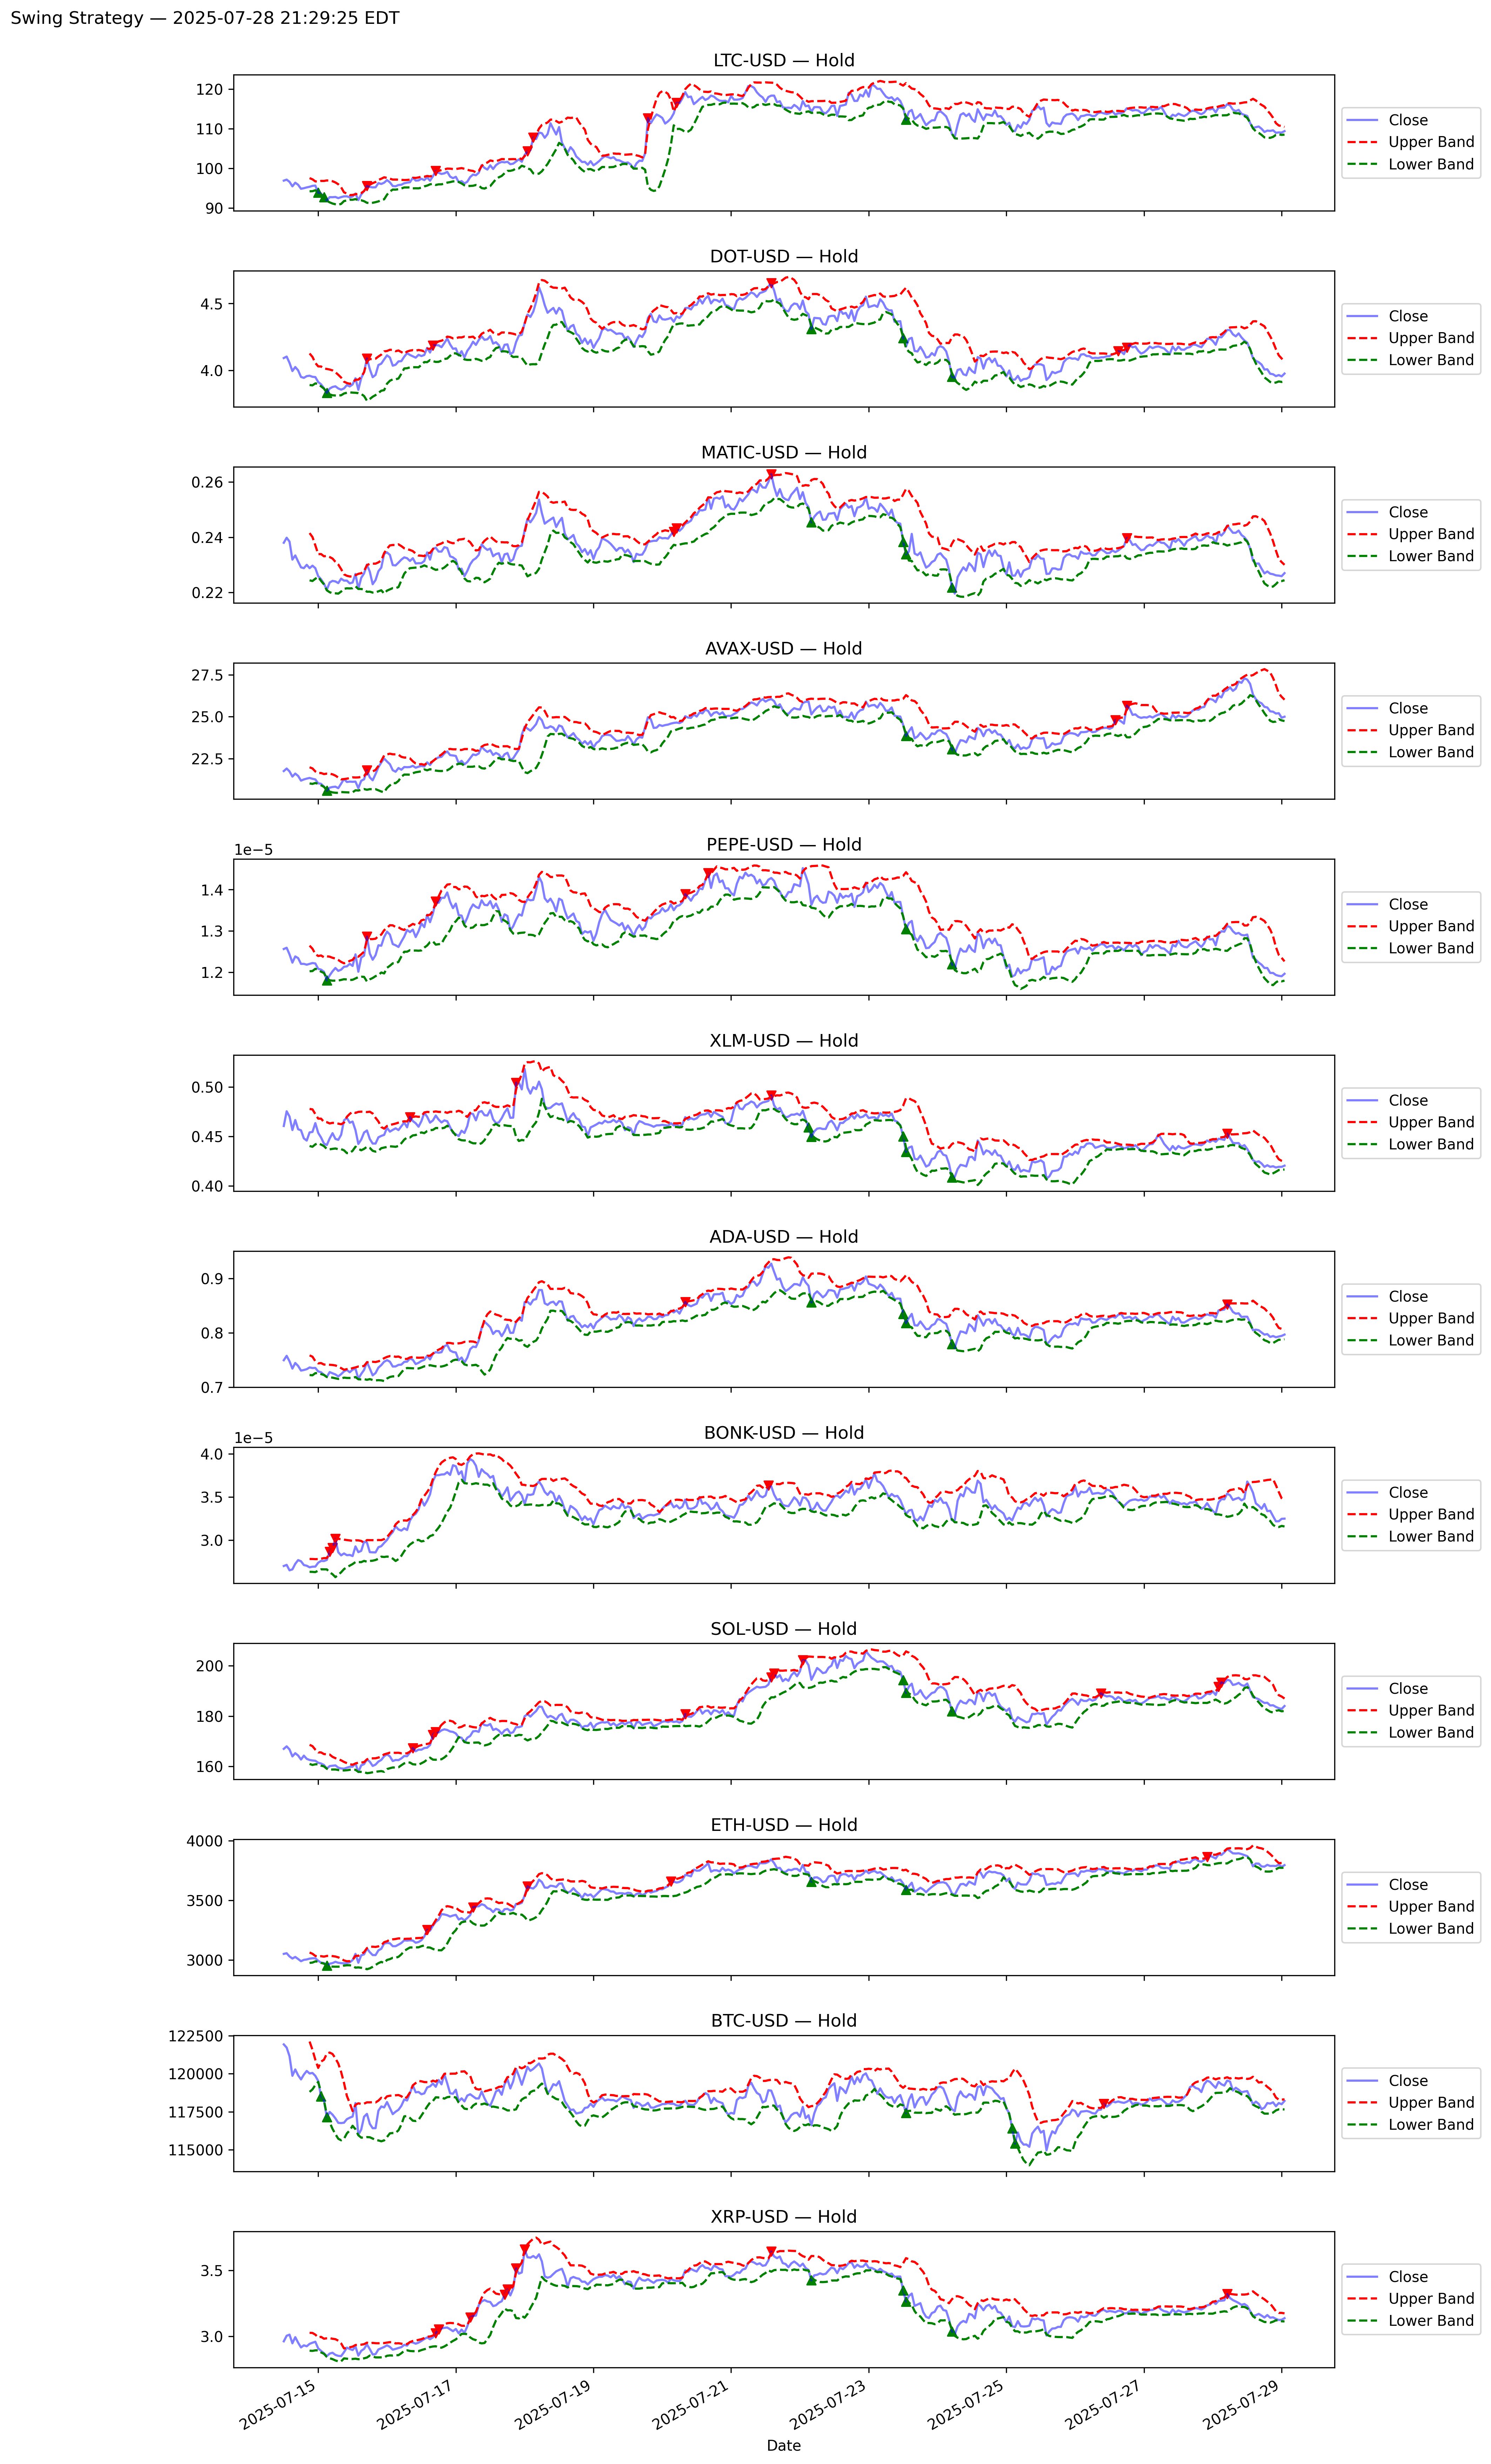 Swing Strategy — 2025-07-28 21:29:25 EDT
LTC-USD — Hold
120
110
100
90
Close
Upper Band
Lower Band
DOT-USD — Hold
4.5
4.0
Close
Upper Band
Lower Band
MATIC-USD — Hold
0.26
0.24
0.22
Close
Upper Band
Lower Band
AVAX-USD — Hold
27.5
25.0
22.5
Close
Upper Band
Lower Band
PEPE-USD — Hold
1e−5
1.4
1.3
1.2
Close
Upper Band
Lower Band
XLM-USD — Hold
0.50
0.45
0.40
Close
Upper Band
Lower Band
ADA-USD — Hold
0.9
0.8
0.7
Close
Upper Band
Lower Band
BONK-USD — Hold
1e−5
4.0
3.5
3.0
Close
Upper Band
Lower Band
SOL-USD — Hold
200
180
160
Close
Upper Band
Lower Band
ETH-USD — Hold
4000
3500
3000
Close
Upper Band
Lower Band
BTC-USD — Hold
122500
120000
117500
115000
Close
Upper Band
Lower Band
XRP-USD — Hold
3.5
3.0
Close
Upper Band
Lower Band
2025-07-15
2025-07-17
2025-07-19
2025-07-21
2025-07-23
2025-07-25
2025-07-27
2025-07-29
Date